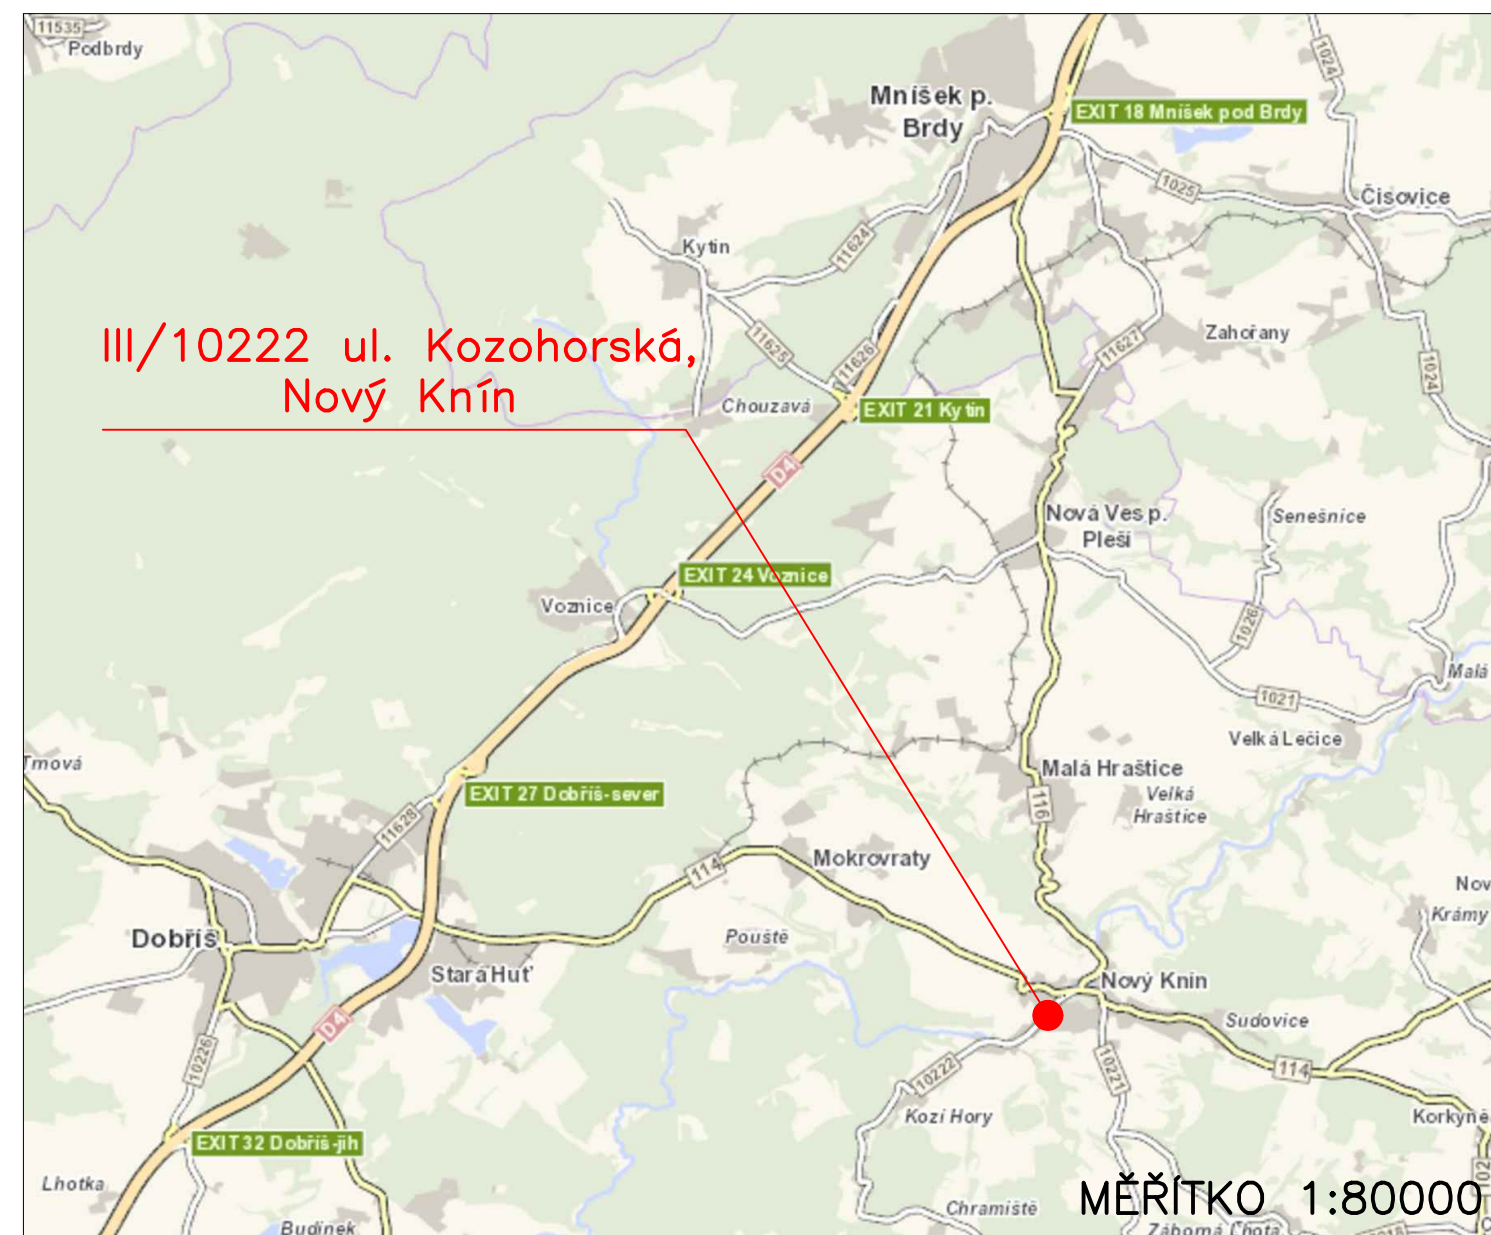 11535
Podbrdy
Mníšek p.
Brdy
EXIT 18 Mníšek pod Brdy
1024
1025
Čisovice
Kytín
11624
III/10222 ul. Kozohorská,
Nový Knín
11625
11626
11627
Zahořany
1024
Chouzavá
EXIT 21 Kytín
D4
Nová Ves p.
Pleší
Senešnice
EXIT 24 Voznice
Voznice
1026
Malá
1021
Velká Lečice
Trnová
EXIT 27 Dobříš-sever
Malá Hraštice
Velká
Hraštice
116
11628
Mokrovraty
114
Nov
Krámy
Dobříš
Pouště
Stará Huť
Nový Knín
Sudovice
D4
10226
10222
10221
114
Kozí Hory
Korkyně
EXIT 32 Dobříš-jih
Lhotka
102
MĚŘÍTKO 1:80000
Chramiště
Budínek
Záborná Lhota